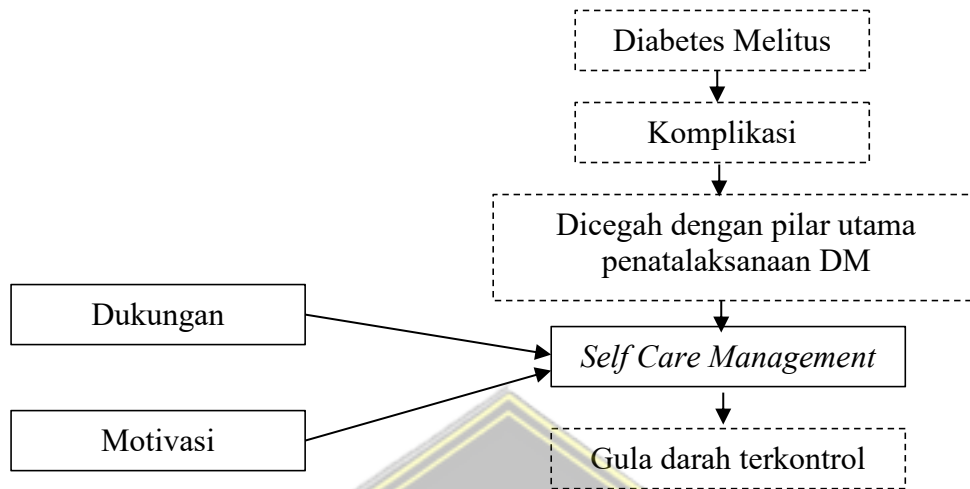 Diabetes Melitus
Komplikasi
Dicegah dengan pilar utama
penatalaksanaan DM
Dukungan
Self Care Management
Motivasi
Gula darah terkontrol